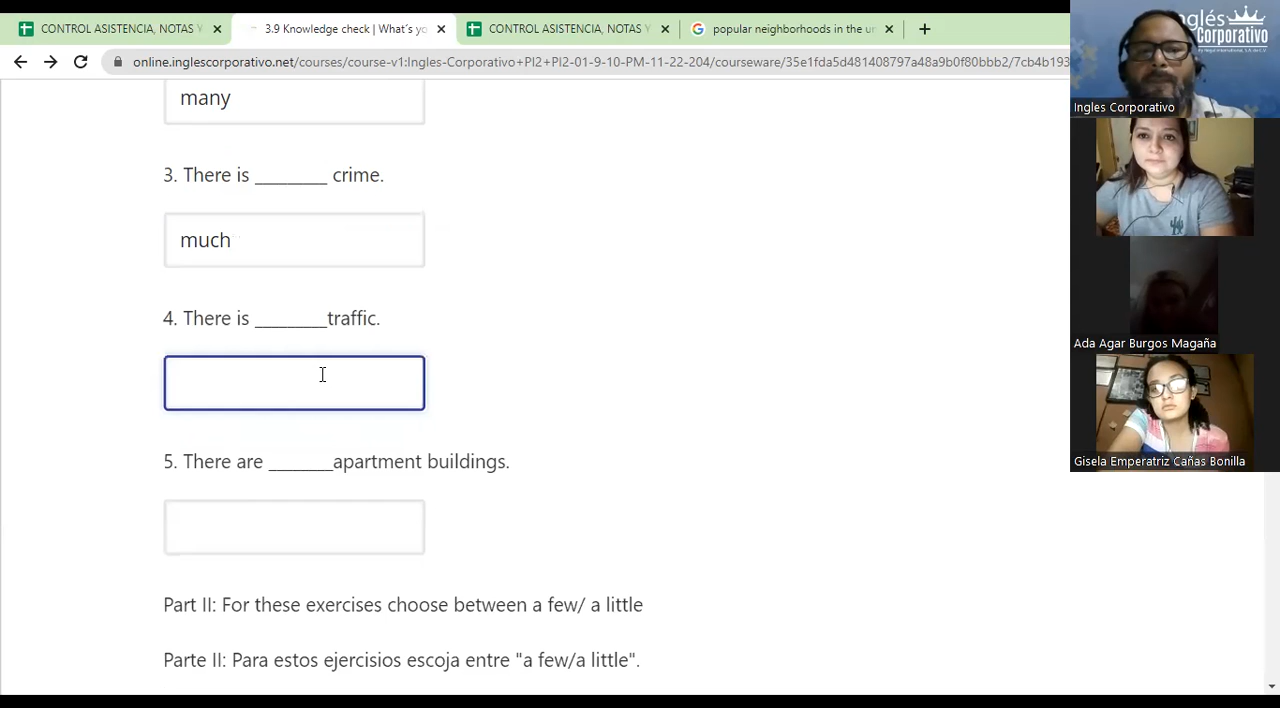 CONTROL ASISTENCIA, NOTAS Y
3.9 Knowledge check | What's yo
CONTROL ASISTENCIA, NOTAS Y
popular neighborhoods in the ur
online.inglescorporativo.net/courses/course-v1:Ingles-Corporativo+PI2+PI2-01-9-10-PM-11-22-204/courseware/
inglés
Corporativo
Ingles Corporativo
many
3. There is ________ crime.
much
4. There is ________traffic.
5. There are _______apartment buildings.
Part II: For these exercises choose between a few/ a little
Parte II: Para estos ejercisios escoja entre "a few/a little".
Ada Agar Burgos Magaña
Gisela Emperatriz Cañas Bonilla